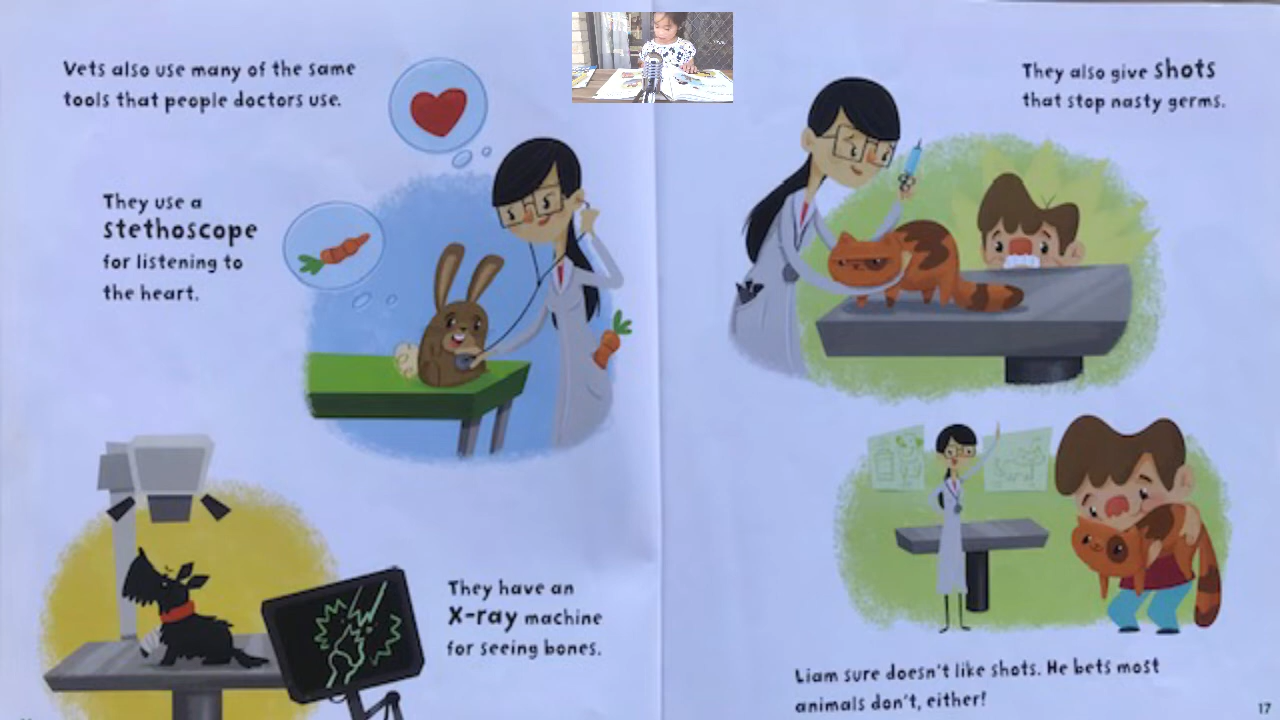 Vets also use many of the same
tools that people doctors use.
They use a
stethoscope
for listening to
the heart.
They have an
X-ray machine
for seeing bones.
They also give shots
that stop nasty germs.
Liam sure doesn't like shots. He bets most
animals don't, either!
17